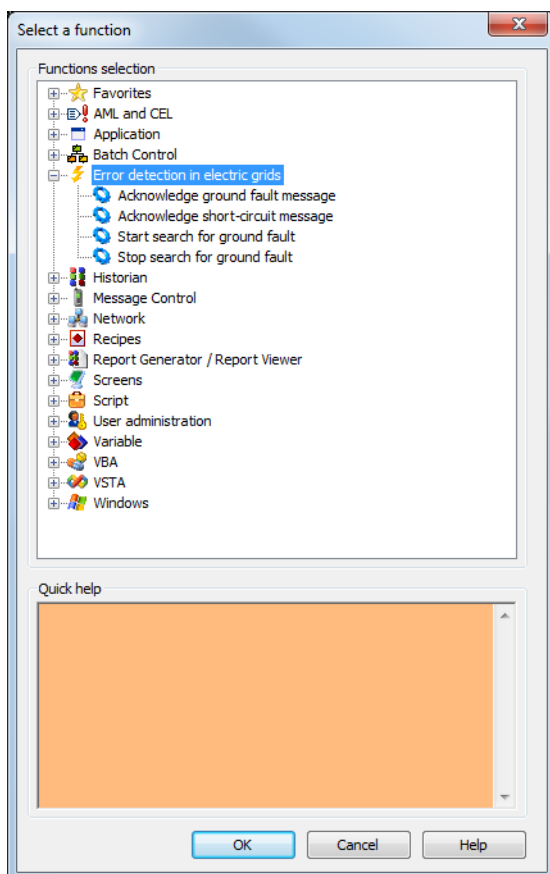 Select a function
Functions selection
Favorites
AML and CEL
Application
Batch Control
Error detection in electric grids
Acknowledge ground fault message
Acknowledge short-circuit message
Start search for ground fault
Stop search for ground fault
Historian
Message Control
Network
Recipes
Report Generator / Report Viewer
Screens
Script
User administration
Variable
VBA
VSTA
Windows
Quick help
OK Cancel Help